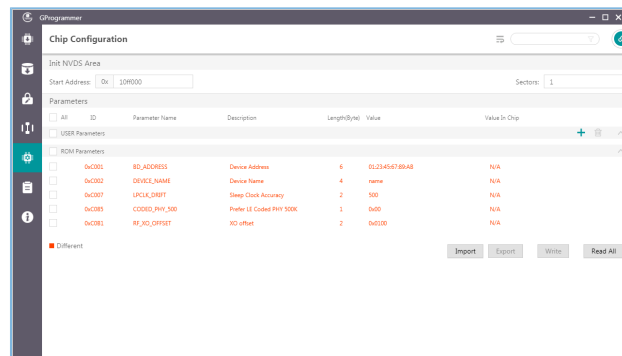 GProgrammer
Chip Configuration
Init NVDS Area
Start Address: 0x 10ff000 Sectors: 1
Parameters
All ID Parameter Name Description Length(Byte) Value Value In Chip
USER Parameters
ROM Parameters
0xC001 BD_ADDRESS Device Address 6 01:23:45:67:89:AB N/A
0xC002 DEVICE_NAME Device Name 4 name N/A
0xC007 LPCLK_DRIFT Sleep Clock Accuracy 2 500 N/A
0xC085 CODED_PHY_500 Prefer LE Coded PHY 500K 1 0x00 N/A
0xC081 RF_XO_OFFSET XO offset 2 0x0100 N/A
Different
Import Export Write Read All